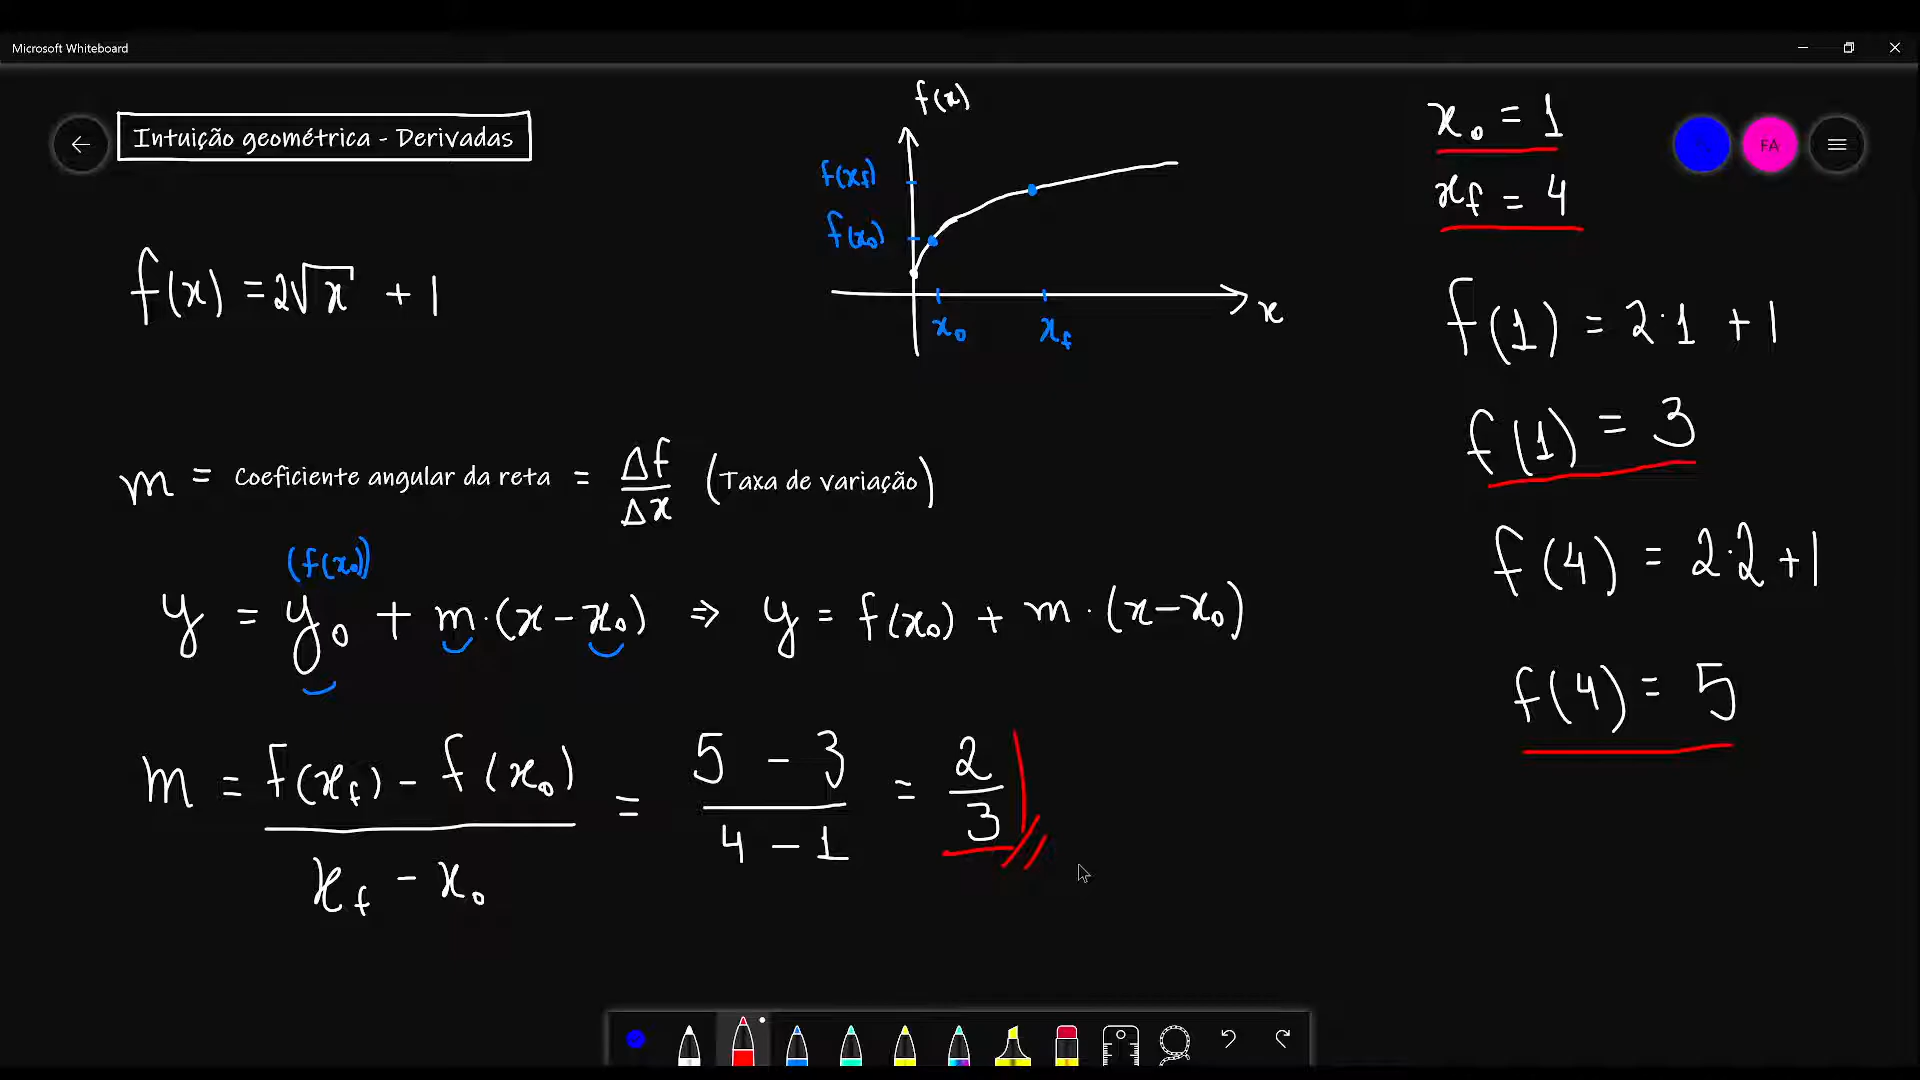 Microsoft Whiteboard
Intuição geométrica - Derivadas
f(x) = 2√x + 1
f(x)
f(xf)
f(x₀)
x₀
xf
x
m = Coeficiente angular da reta = Δf/Δx (Taxa de variação)
(f(x₀))
y = y₀ + m·(x-x₀) ⇒ y = f(x₀) + m·(x-x₀)
m = (f(xf) - f(x₀))/(xf - x₀) = (5 - 3)/(4 - 1) = 2/3
x₀ = 1
xf = 4
f(1) = 2·1 + 1
f(1) = 3
f(4) = 2·2 + 1
f(4) = 5
FA